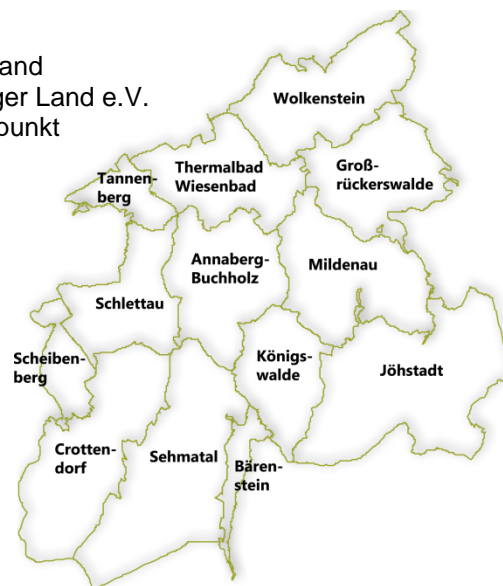 and
ger Land e.V.
punkt
Wolkenstein
Thermalbad
Wiesenbad
Groß-
rückerswalde
Tannen-
berg
Annaberg-
Buchholz
Mildenau
Schlettau
Scheiben-
berg
Königs-
walde
Jöhstadt
Crotten-
dorf
Sehmatal
Bären-
stein